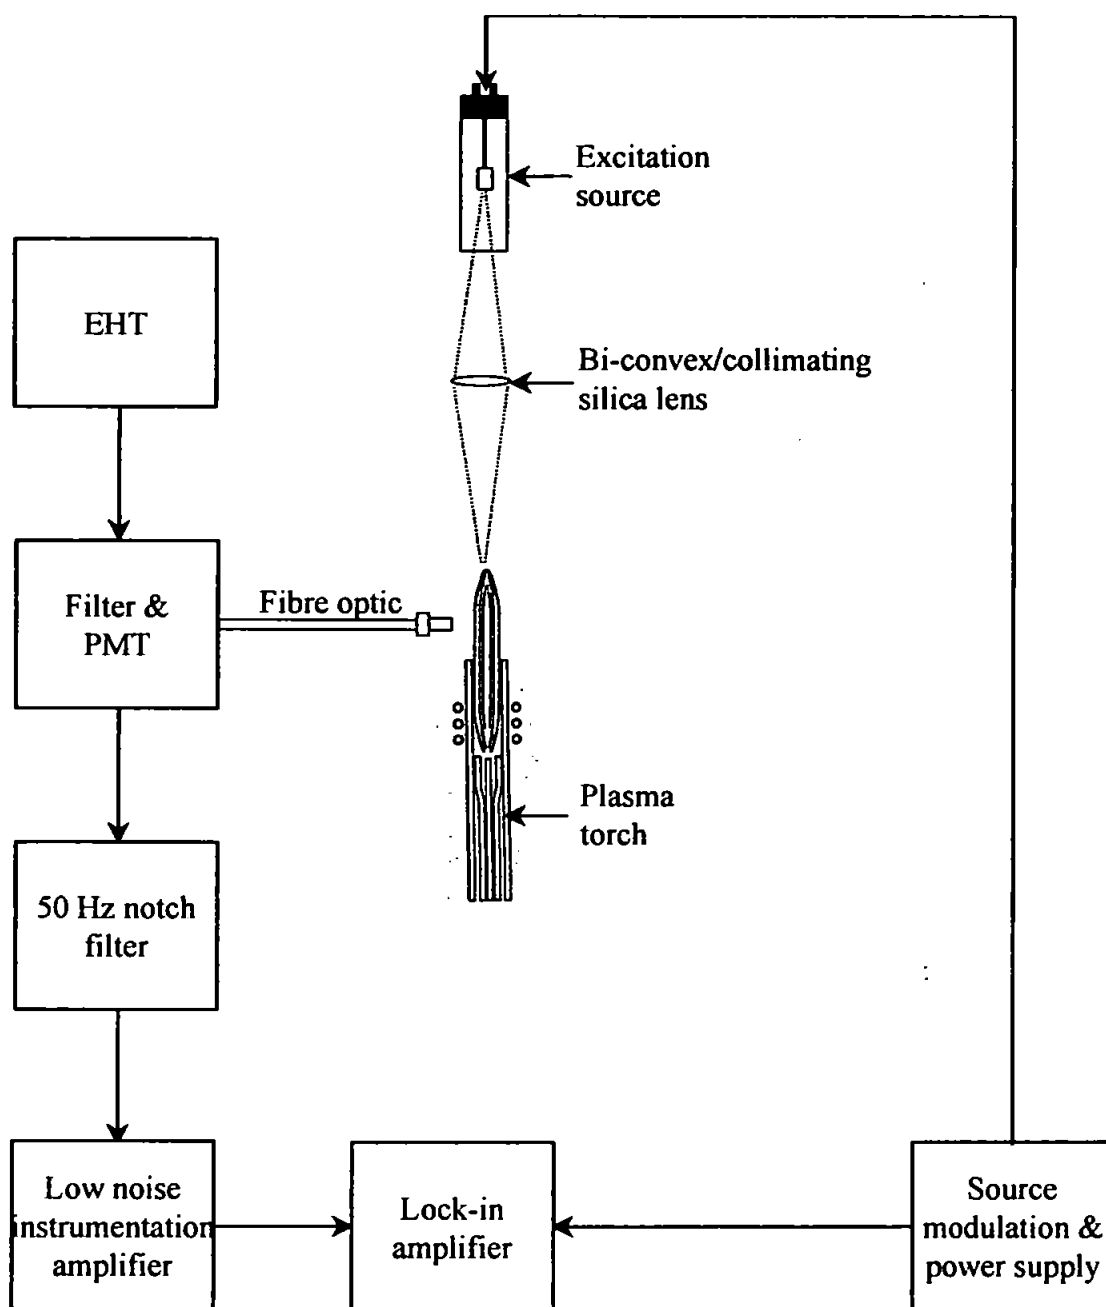 Excitation
source
EHT
Bi-convex/collimating
silica lens
Filter &
PMT
Fibre optic
Plasma
torch
50 Hz notch
filter
Low noise
instrumentation
amplifier
Lock-in
amplifier
Source
modulation &
power supply